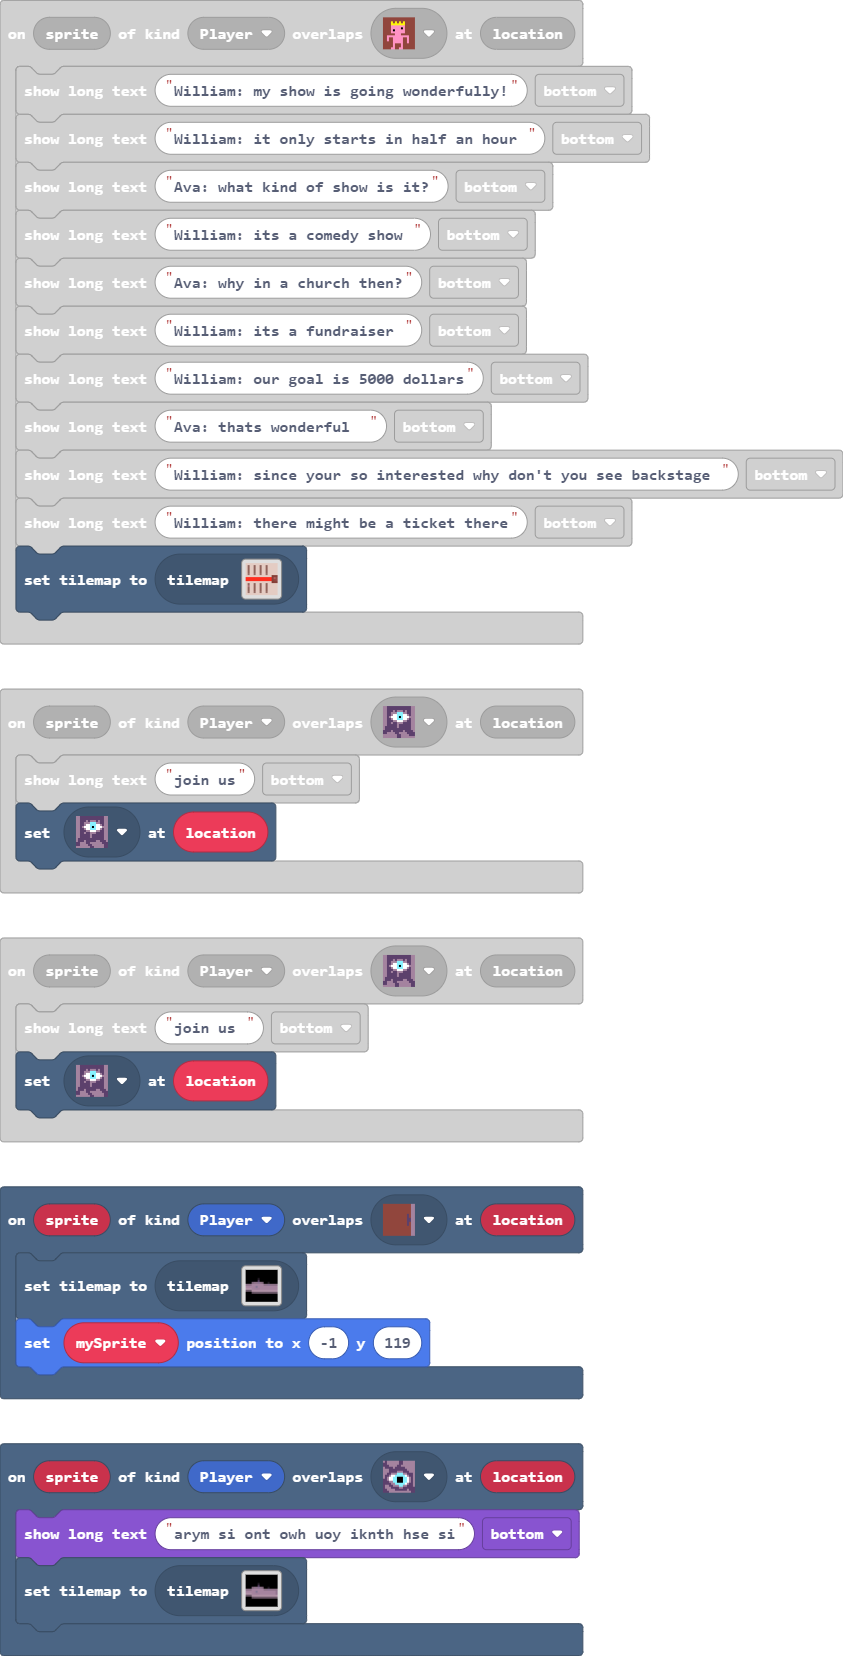 on sprite of kind Player overlaps at location
show long text "William: my show is going wonderfully!" bottom
show long text "William: it only starts in half an hour " bottom
show long text "Ava: what kind of show is it?" bottom
show long text "William: its a comedy show " bottom
show long text "Ava: why in a church then?" bottom
show long text "William: its a fundraiser " bottom
show long text "William: our goal is 5000 dollars" bottom
show long text "Ava: thats wonderful  " bottom
show long text "William: since your so interested why don't you see backstage " bottom
show long text "William: there might be a ticket there" bottom
set tilemap to tilemap
on sprite of kind Player overlaps at location
show long text "join us" bottom
set at location
on sprite of kind Player overlaps at location
show long text "join us " bottom
set at location
on sprite of kind Player overlaps at location
set tilemap to tilemap
set mySprite position to x -1 y 119
on sprite of kind Player overlaps at location
show long text "arym si ont owh uoy iknth hse si" bottom
set tilemap to tilemap